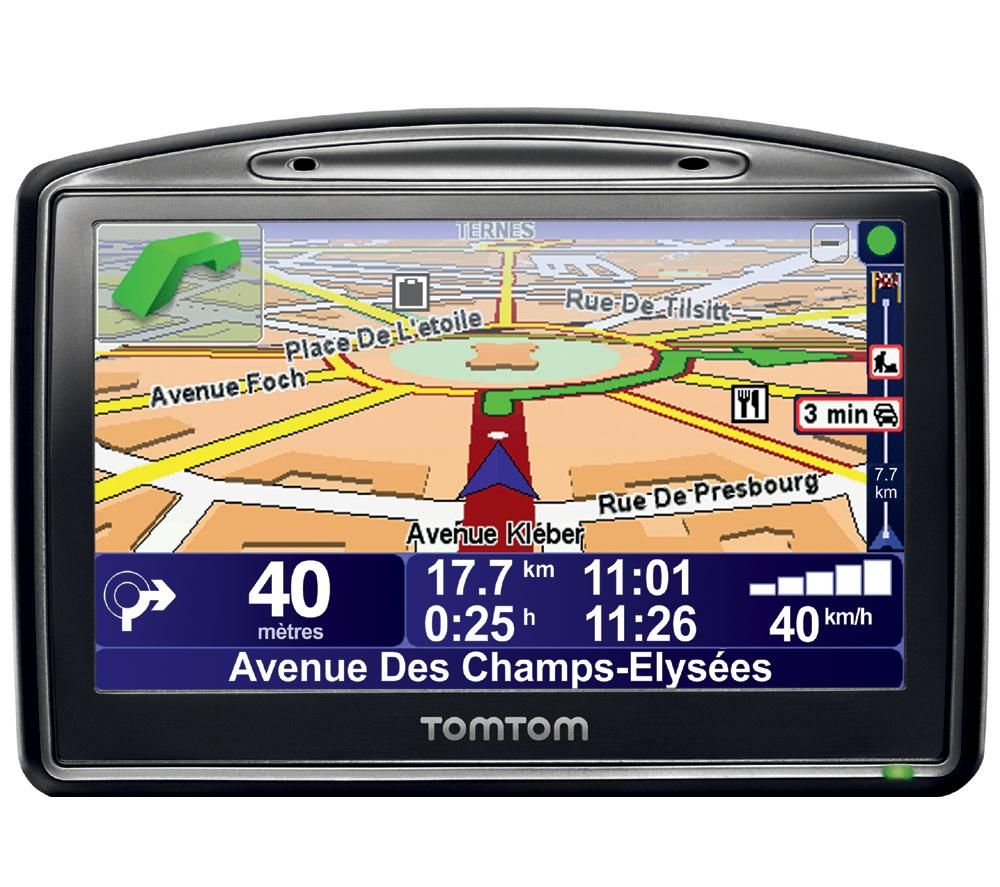 TERNES
Rue De Tilsitt
Place De L'etoile
Avenue Foch
3 min
7.7
km
Rue De Presbourg
Avenue Kléber
40
mètres
17.7 km 11:01
0:25 h 11:26
40 km/h
Avenue Des Champs-Elysées
TOMTOM